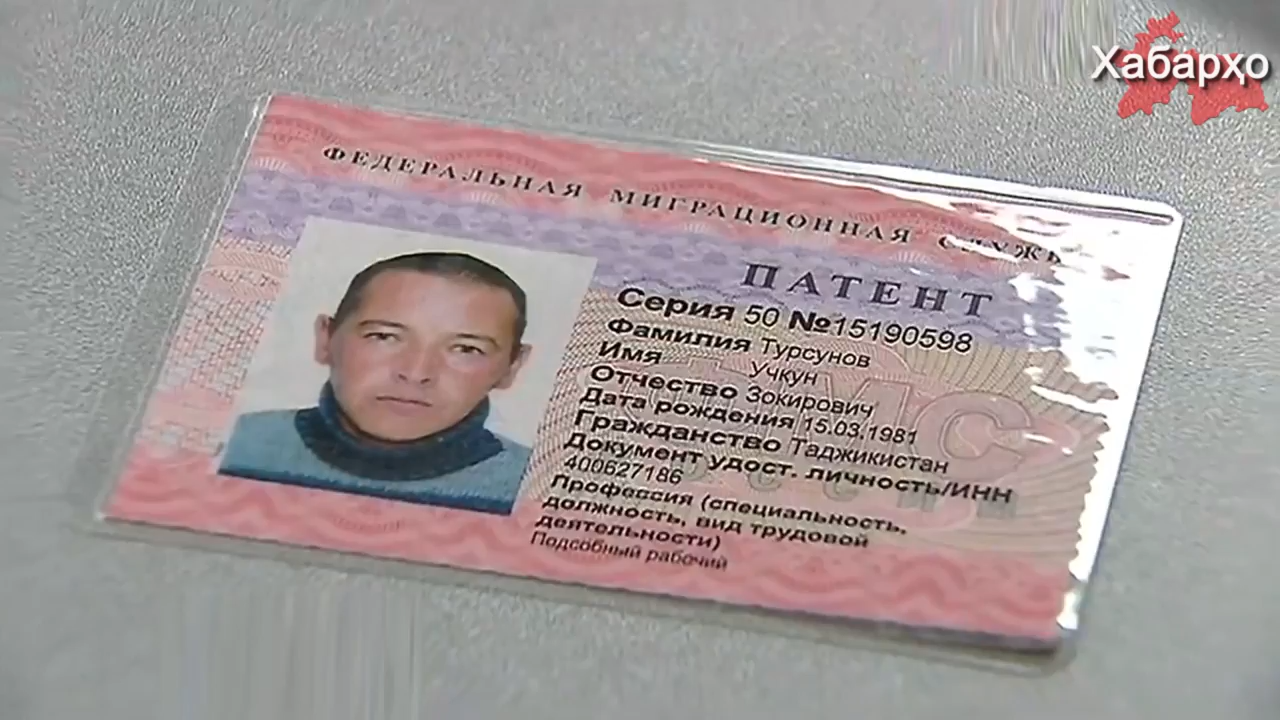 Хабарҳо
ФЕДЕРАЛЬНАЯ МИГРАЦИОННАЯ
ПАТЕНТ
Серия 50 №15190598
Фамилия Турсунов
Имя Учкун
Отчество Зокирович
Дата рождения 15.03.1981
Гражданство Таджикистан
Документ удост. личность/ИНН
400627186
Профессия (специальность,
должность, вид трудовой
деятельности)
Подсобный рабочий